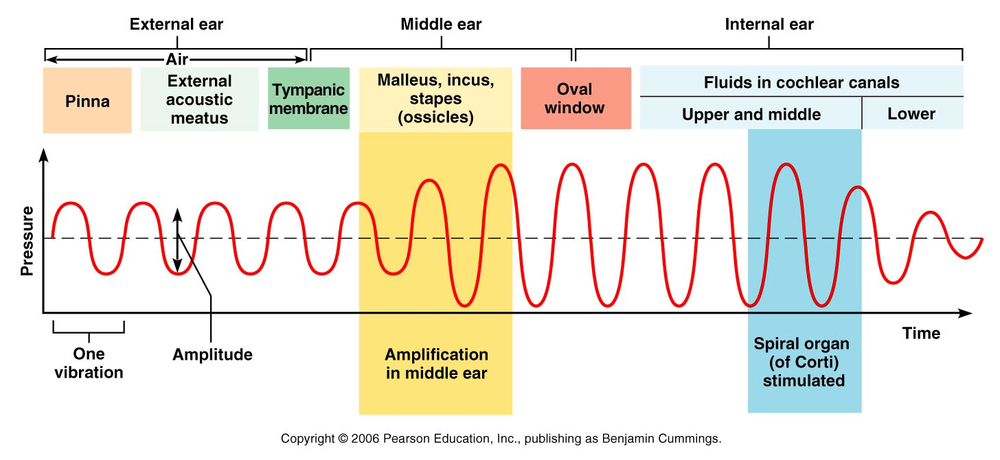 External ear
Middle ear
Internal ear
Air
Pinna
External
acoustic
meatus
Tympanic
membrane
Malleus, incus,
stapes
(ossicles)
Oval
window
Fluids in cochlear canals
Upper and middle
Lower
Pressure
Time
One
vibration
Amplitude
Amplification
in middle ear
Spiral organ
(of Corti)
stimulated
Copyright © 2006 Pearson Education, Inc., publishing as Benjamin Cummings.